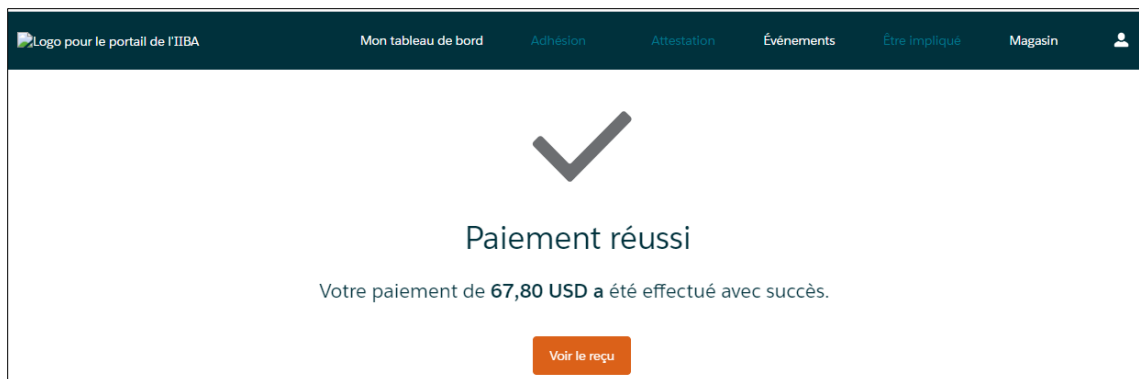 Logo pour le portail de l'IIBA
Mon tableau de bord
Adhésion
Attestation
Événements
Être impliqué
Magasin
Paiement réussi
Votre paiement de 67,80 USD a été effectué avec succès.
Voir le reçu